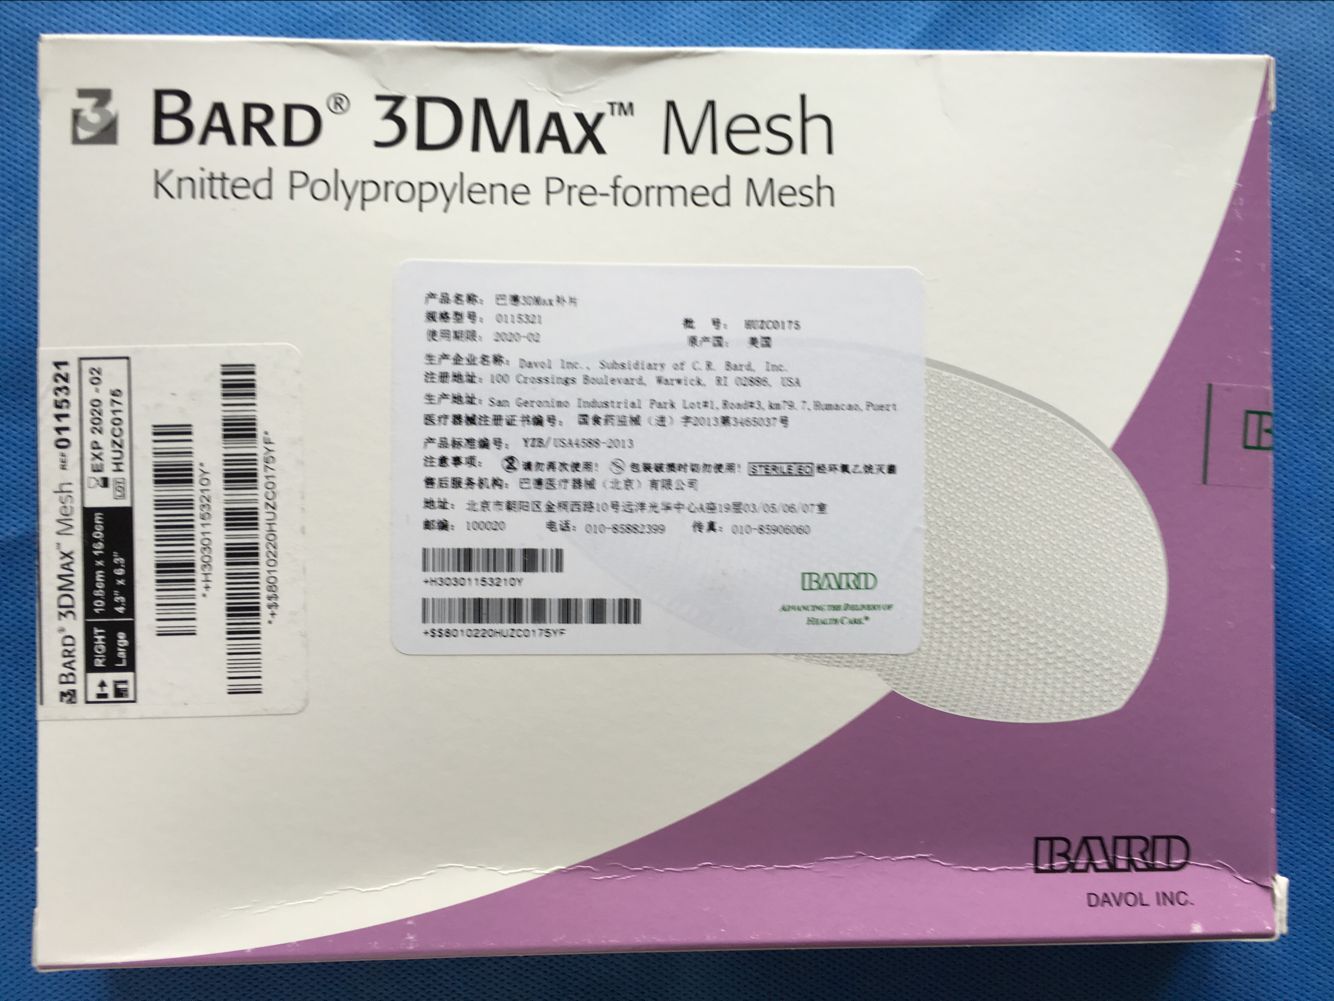 3 BARD® 3DMAX™ Mesh
Knitted Polypropylene Pre-formed Mesh
产品名称: 巴德3DMax补片
规格型号: 0115321
批 号: HUZC0175
使用期限: 2020-02
原产国: 美国
生产企业名称: Davol Inc., Subsidiary of C.R. Bard, Inc.
注册地址: 100 Crossings Boulevard, Warwick, RI 02886, USA
生产地址: San Geronimo Industrial Park Lot#1,Road#3,km79.7,Humacao,Puert
医疗器械注册证书编号: 国食药监械(进)字2013第3465037号
产品标准编号: YZB/USA4588-2013
注意事项: 请勿再次使用! 包装破损时切勿使用! STERILE EO 经环氧乙烷灭菌
售后服务机构: 巴德医疗器械(北京)有限公司
地址: 北京市朝阳区金桐西路10号远洋光华中心A座19层03/05/06/07室
邮编: 100020 电话: 010-85882399 传真: 010-85906060
+H30301153210Y
+$$8010220HUZC0175YF
BARD
ADVANCING THE DELIVERY OF
HEALTH CARE.®
3 BARD® 3DMAX™ Mesh REF 0115321
RIGHT 10.8cm x 16.0cm EXP 2020-02
Large 4.3" x 6.3" LOT HUZC0175
*+H30301153210Y*
*+$$8010220HUZC0175YF*
BARD
DAVOL INC.